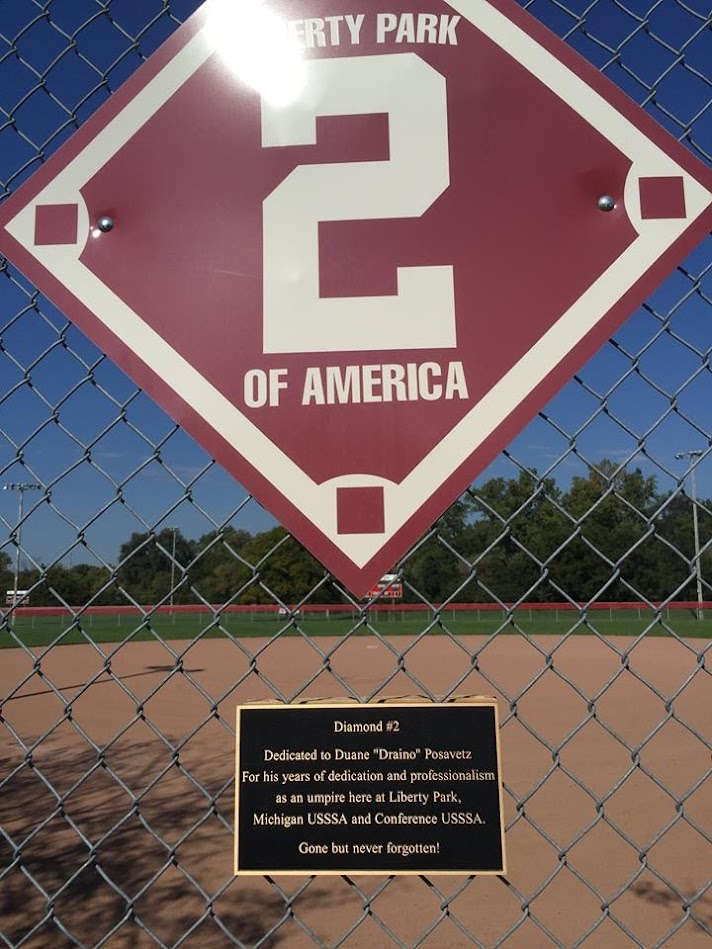 ERTY PARK
2
OF AMERICA
Diamond #2
Dedicated to Duane "Draino" Posavetz
For his years of dedication and professionalism
as an umpire here at Liberty Park,
Michigan USSSA and Conference USSSA.
Gone but never forgotten!